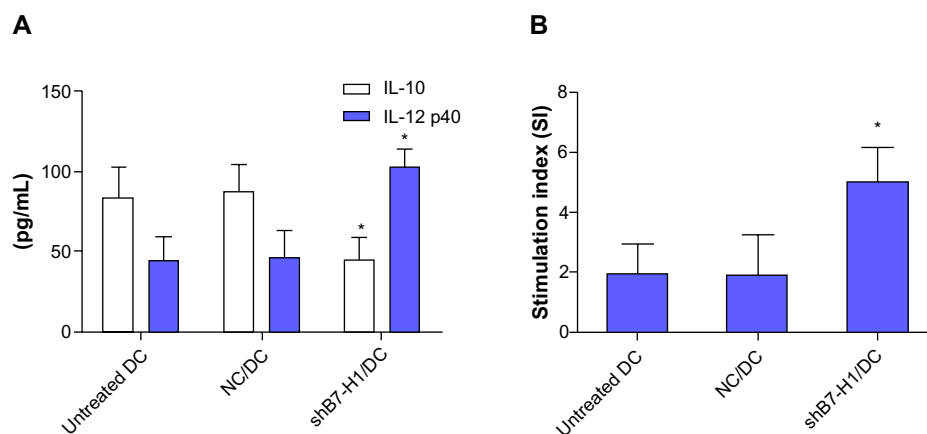 A
B
IL-10
IL-12 p40
(pg/mL)
150
100
50
0
*
*
Untreated DC
NC/DC
shB7-H1/DC
Stimulation index (SI)
8
6
4
2
0
*
Untreated DC
NC/DC
shB7-H1/DC